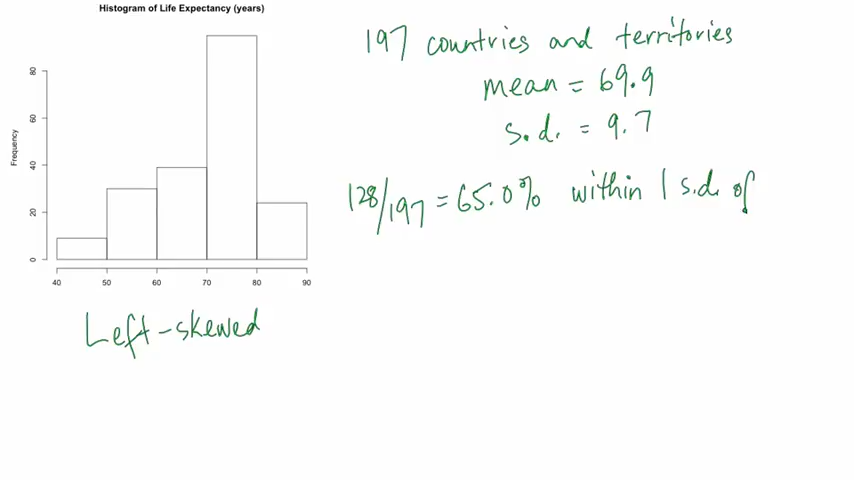 Histogram of Life Expectancy (years)
Frequency
80
60
40
20
0
40 50 60 70 80 90
Left-skewed
197 countries and territories
mean = 69.9
s.d. = 9.7
128/197 = 65.0% within 1 s.d. of